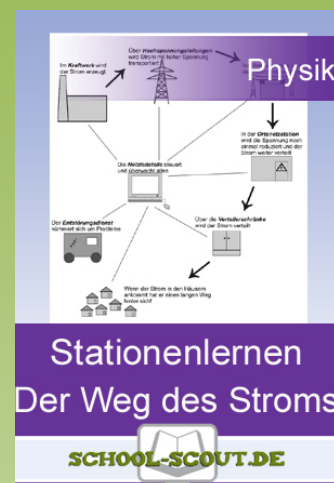 Physik
Im Kraftwerk wird
der Strom erzeugt
Über Hochspannungsleitungen
wird Strom mit hoher Spannung
transportiert
In der Ortsnetzstation
wird die Spannung noch
einmal reduziert und der
Strom weiter verteilt
Die Netzleitstelle steuert
und überwacht alles
Der Entstörungsdienst
kümmert sich um Probleme
Über die Verteilerschränke
wird der Strom verteilt
Wenn der Strom in den Häusern
ankommt hat er einen langen Weg
hinter sich!
Stationenlernen
Der Weg des Stroms
SCHOOL-SCOUT.DE